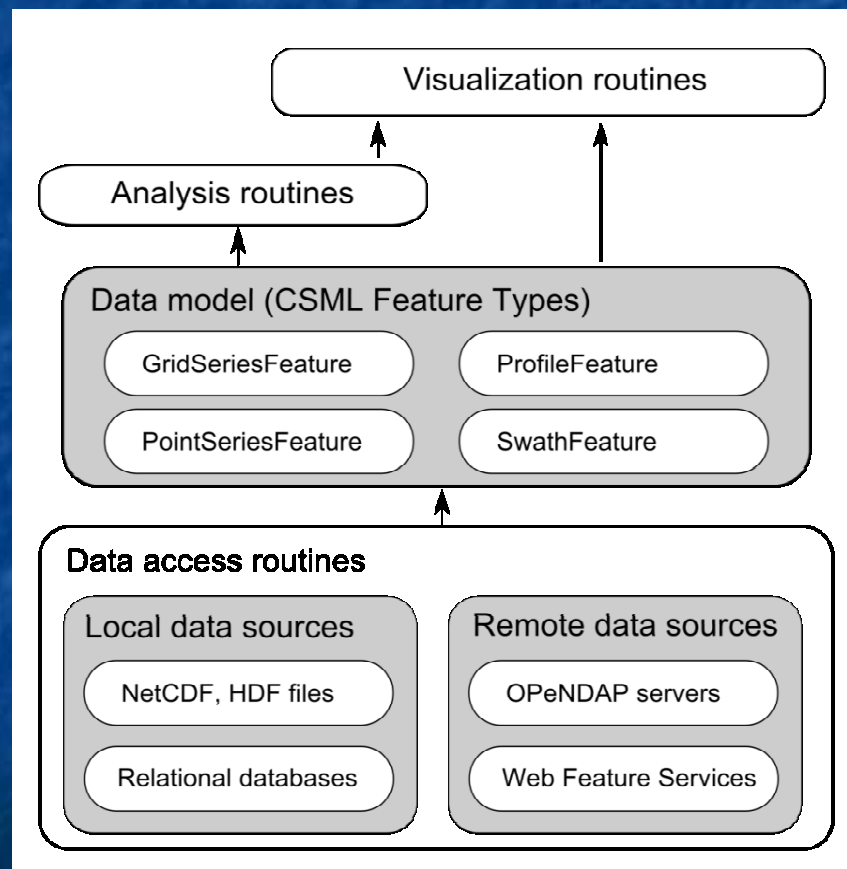 Visualization routines
Analysis routines
Data model (CSML Feature Types)
GridSeriesFeature
ProfileFeature
PointSeriesFeature
SwathFeature
Data access routines
Local data sources
Remote data sources
NetCDF, HDF files
OPeNDAP servers
Relational databases
Web Feature Services